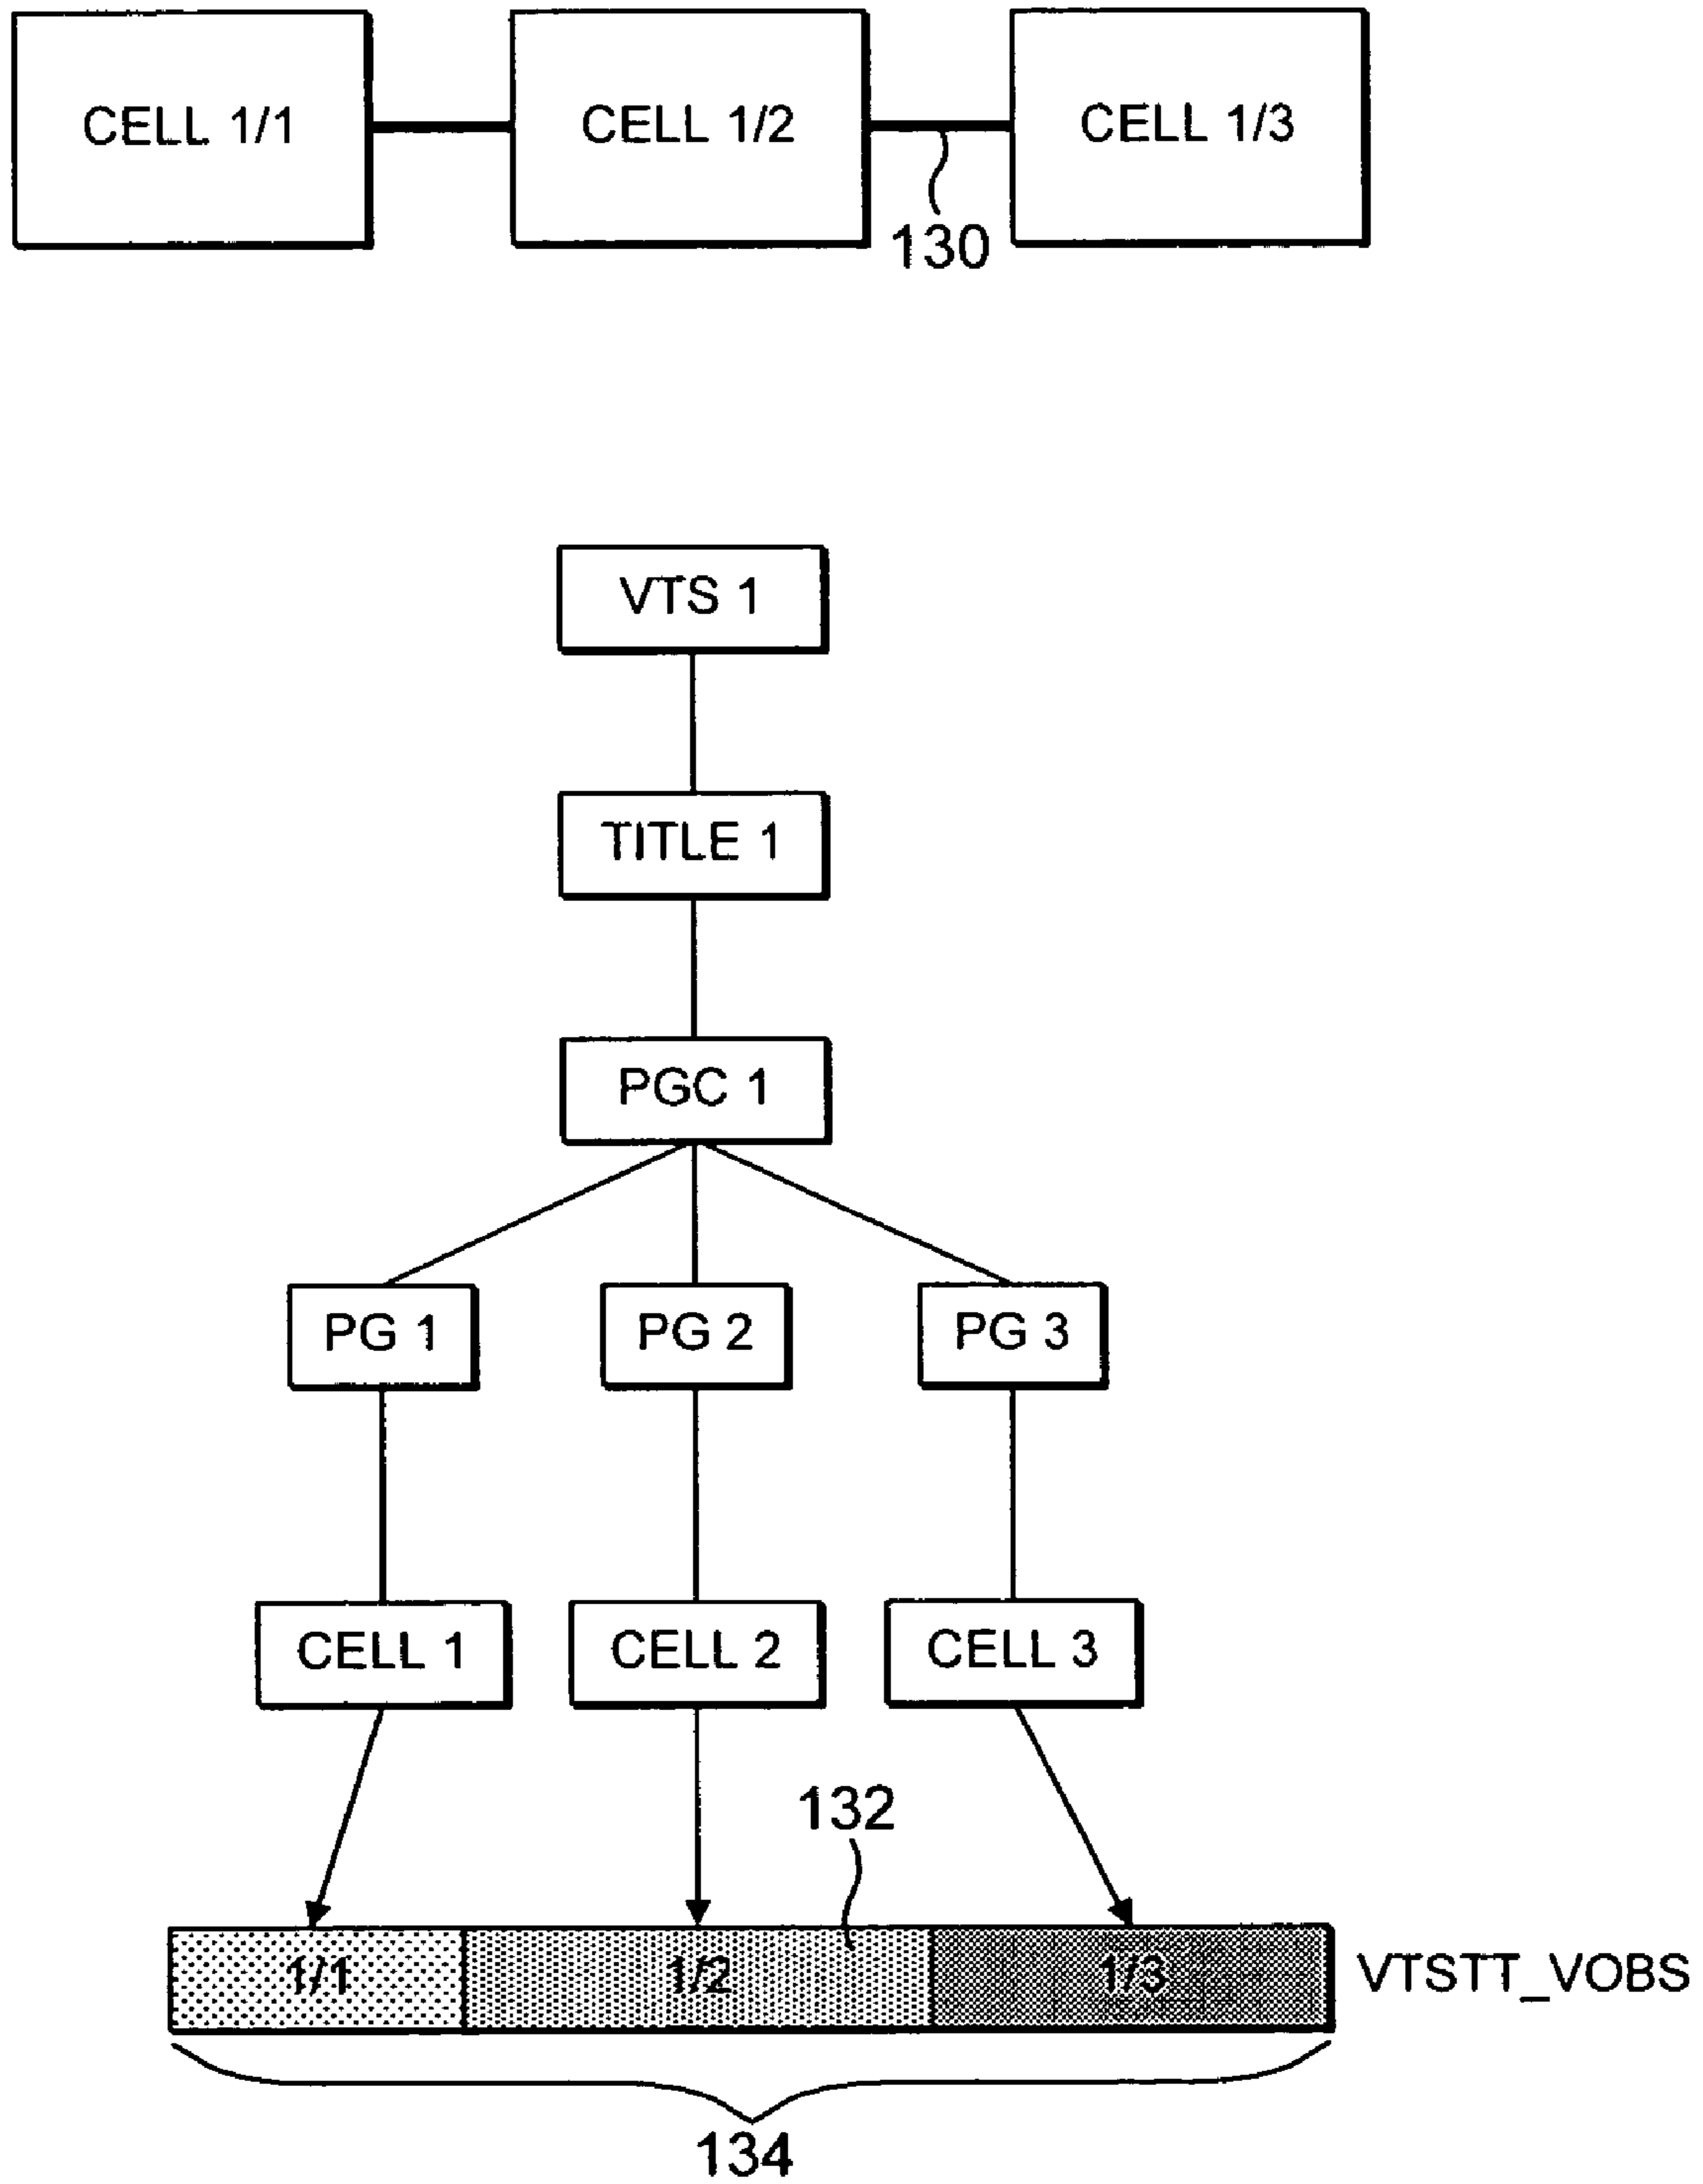 CELL 1/1 CELL 1/2 CELL 1/3
130
VTS 1
TITLE 1
PGC 1
PG 1 PG 2 PG 3
CELL 1 CELL 2 CELL 3
132
1/1 1/2 1/3 VTSTT_VOBS
134